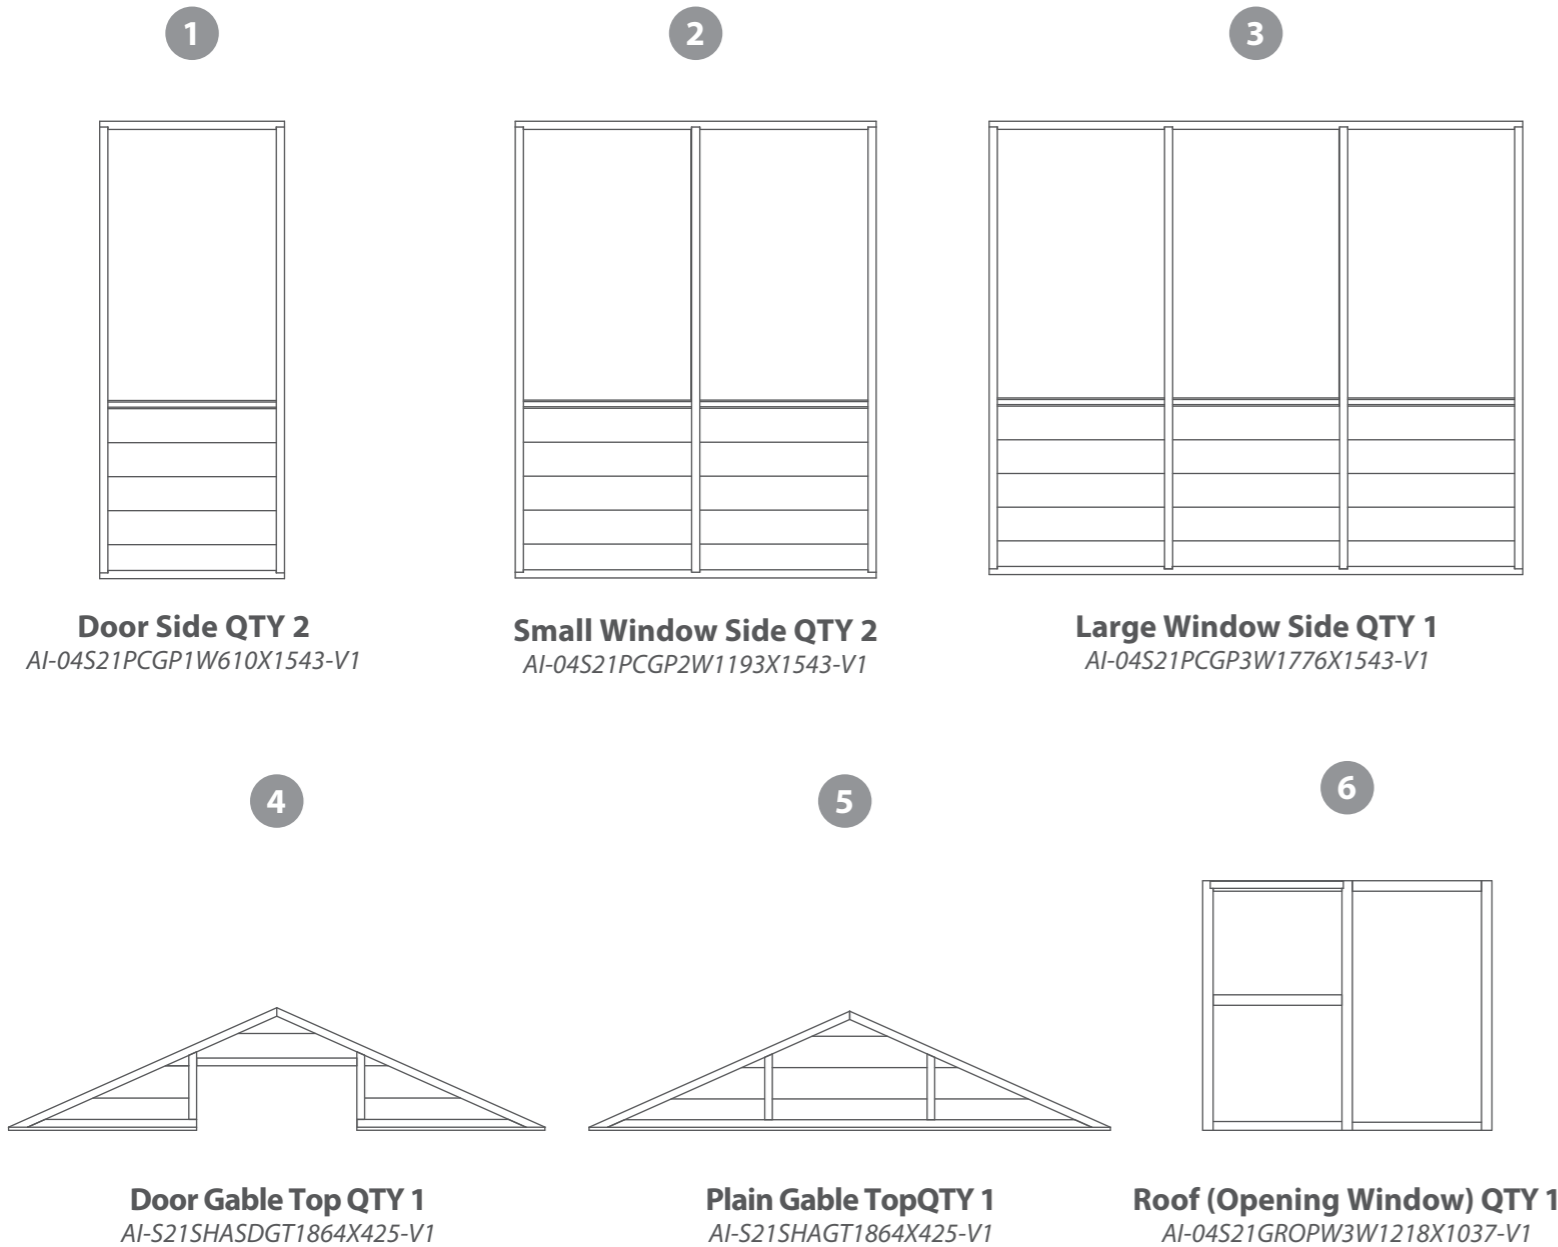 1
2
3
Door Side QTY 2
AI-04S21PCGP1W610X1543-V1
Small Window Side QTY 2
AI-04S21PCGP2W1193X1543-V1
Large Window Side QTY 1
AI-04S21PCGP3W1776X1543-V1
4
5
6
Door Gable Top QTY 1
AI-S21SHASDGT1864X425-V1
Plain Gable TopQTY 1
AI-S21SHAGT1864X425-V1
Roof (Opening Window) QTY 1
AI-04S21GROPW3W1218X1037-V1